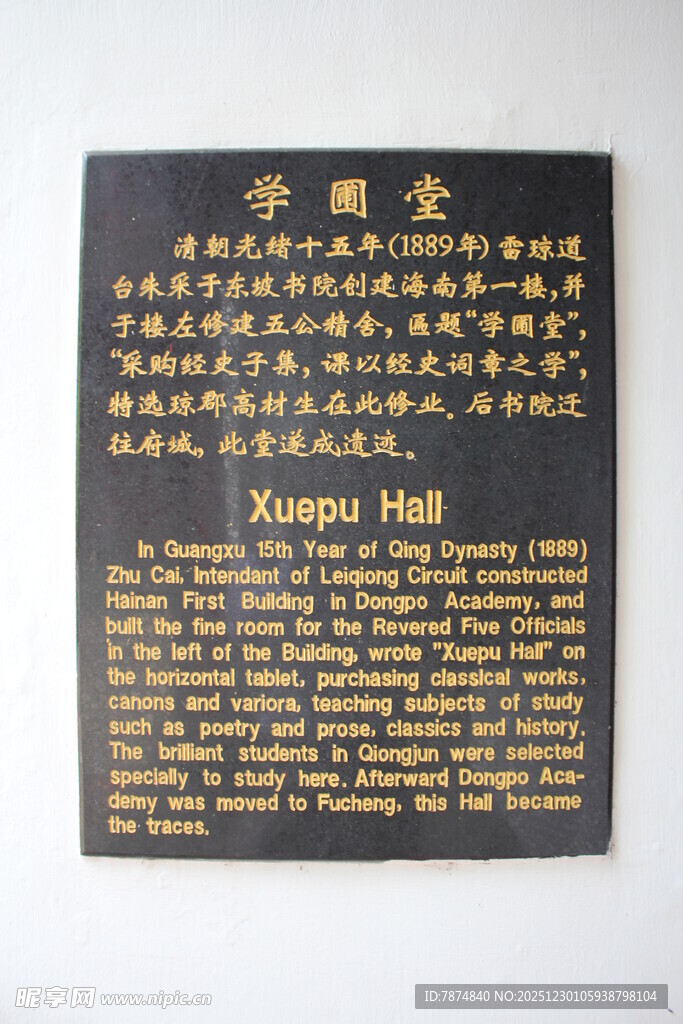 学圃堂
清朝光绪十五年(1889年)雷琼道
台朱采于东坡书院创建海南第一楼,并
于楼左修建五公精舍，匾题“学圃堂”，
“采购经史子集，课以经史词章之学”，
特选琼郡高材生在此修业。后书院迁
往府城，此堂遂成遗迹。
Xuepu Hall
In Guangxu 15th Year of Qing Dynasty (1889)
Zhu Cai, Intendant of Leiqiong Circuit constructed
Hainan First Building in Dongpo Academy, and
built the fine room for the Revered Five Officials
in the left of the Building, wrote "Xuepu Hall" on
the horizontal tablet, purchasing classical works,
canons and variora, teaching subjects of study
such as poetry and prose, classics and history.
The brilliant students in Qiongjun were selected
specially to study here. Afterward Dongpo Aca-
demy was moved to Fucheng, this Hall became
the traces.
昵享网 www.nipic.cn
ID:7874840 NO:20251230105938798104